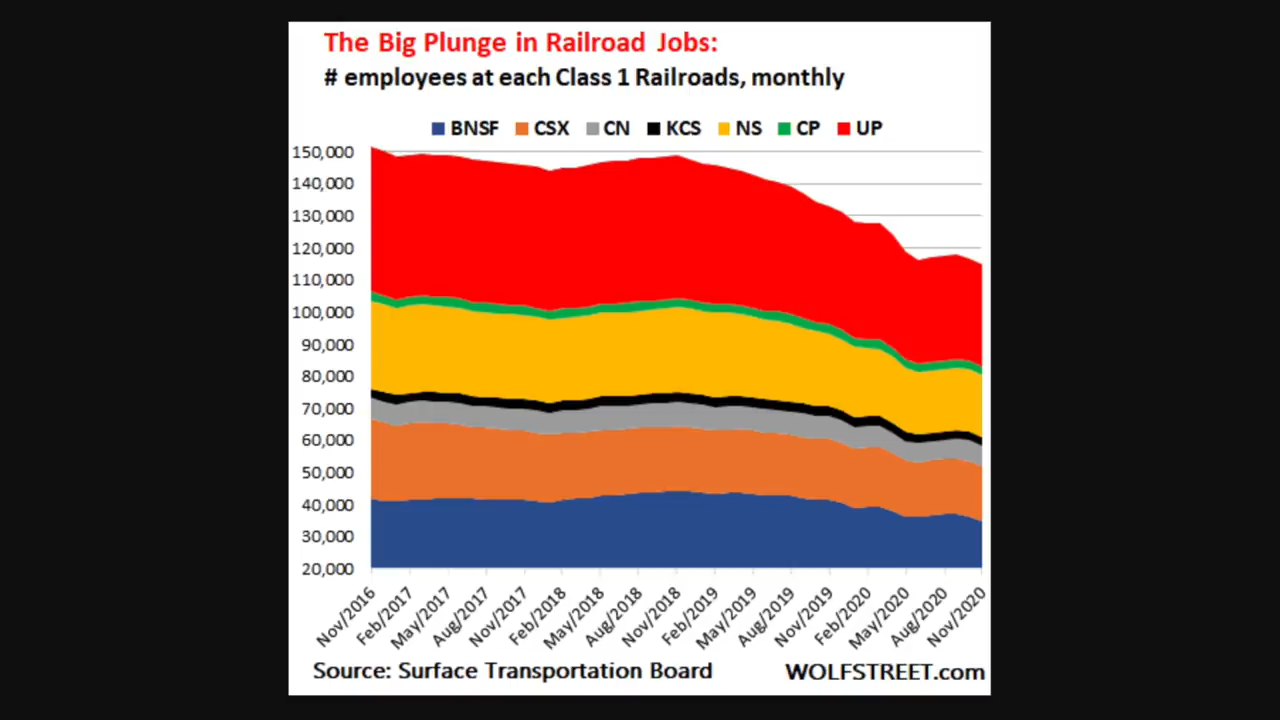 The Big Plunge in Railroad Jobs:
# employees at each Class 1 Railroads, monthly
BNSF CSX CN KCS NS CP UP
150,000
140,000
130,000
120,000
110,000
100,000
90,000
80,000
70,000
60,000
50,000
40,000
30,000
20,000
Nov/2016 Feb/2017 May/2017 Aug/2017 Nov/2017 Feb/2018 May/2018 Aug/2018 Nov/2018 Feb/2019 May/2019 Aug/2019 Nov/2019 Feb/2020 May/2020 Aug/2020 Nov/2020
Source: Surface Transportation Board WOLFSTREET.com